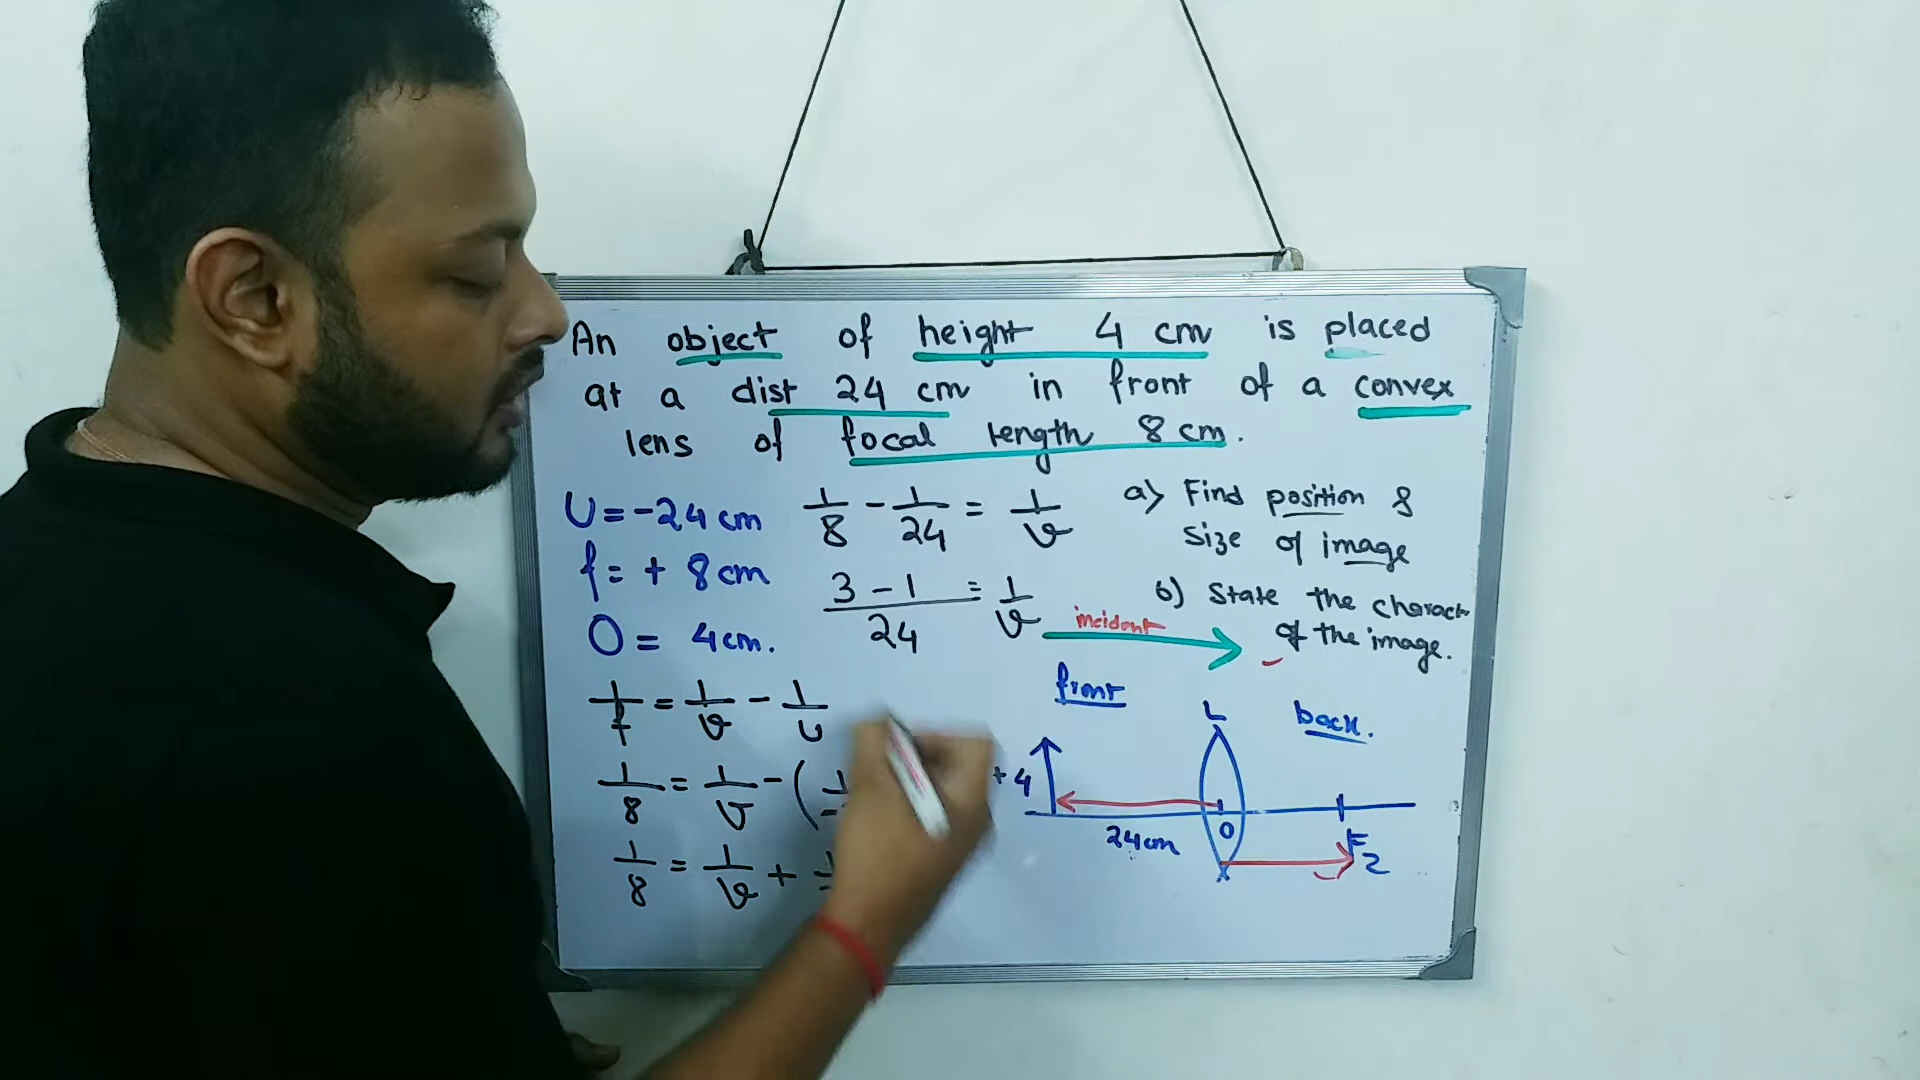 An object of height 4 cm is placed
at a dist 24 cm in front of a convex
lens of focal length 8 cm.
U = -24 cm
f = + 8 cm
O = 4 cm.
1/f = 1/v - 1/u
1/8 = 1/v - (1/
1/8 = 1/v +
1/8 - 1/24 = 1/v
3 - 1/24 = 1/v
a) Find position &
size of image
b) State the charact
of the image.
incident
front
L
back.
+ 4
24cm
O
F2